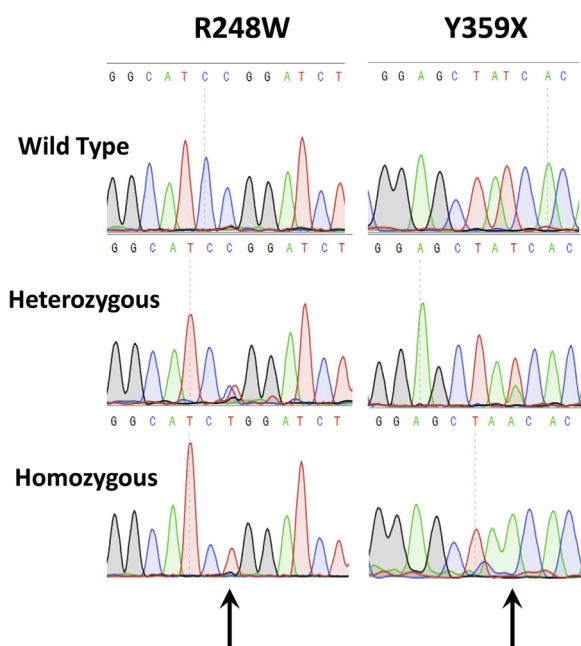 R248W Y359X
G G C A T C C G G A T C T G G A G C T A T C A C
Wild Type
G G C A T C C G G A T C T G G A G C T A T C A C
Heterozygous
G G C A T C T G G A T C T G G A G C T A A C A C
Homozygous